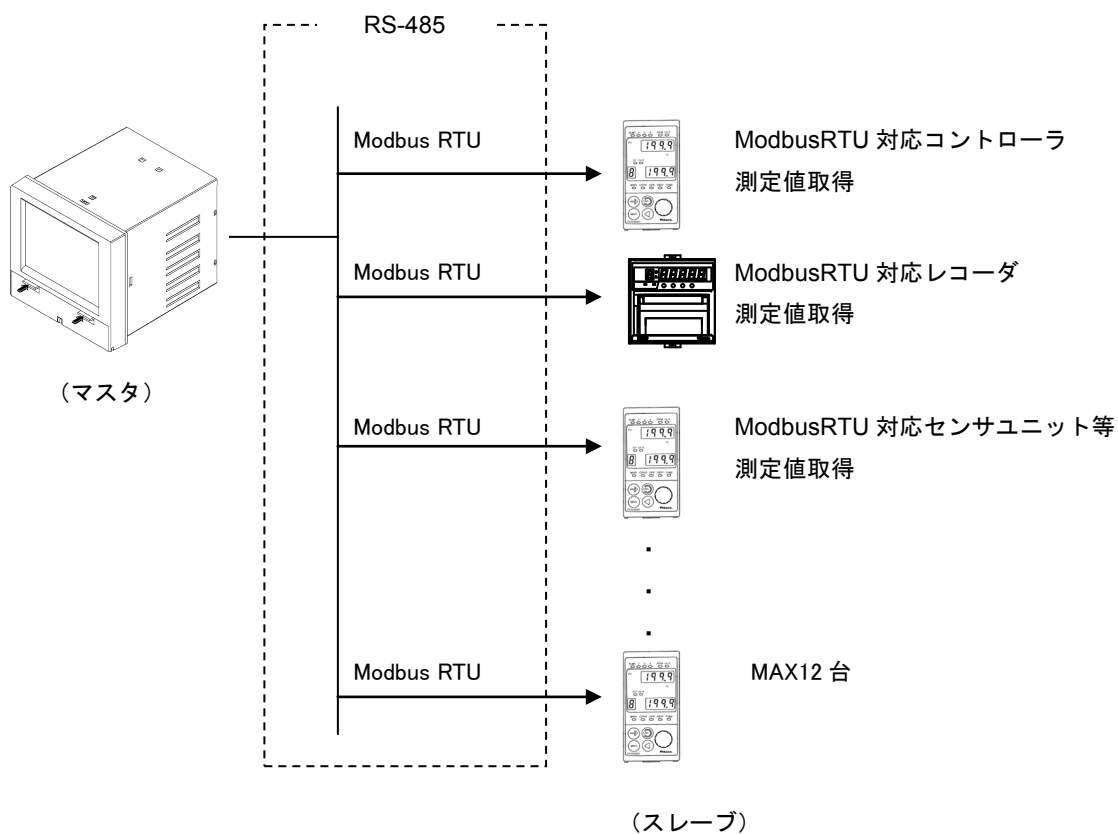 RS-485
Modbus RTU
ModbusRTU 対応コントローラ
測定値取得
Modbus RTU
ModbusRTU 対応レコーダ
測定値取得
(マスタ)
Modbus RTU
ModbusRTU 対応センサユニット等
測定値取得
Modbus RTU
MAX12 台
(スレーブ)